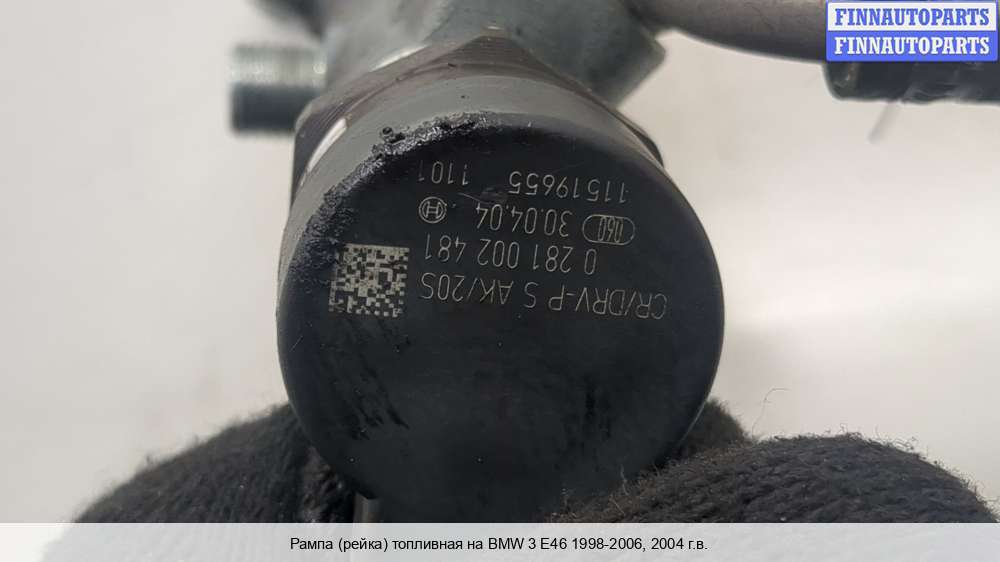 FINNAUTOPARTS
FINNAUTOPARTS
CR/DRV-P S AK/20S
0 281 002 481
060 30.04.04
11519655 1101
Рампа (рейка) топливная на BMW 3 E46 1998-2006, 2004 г.в.